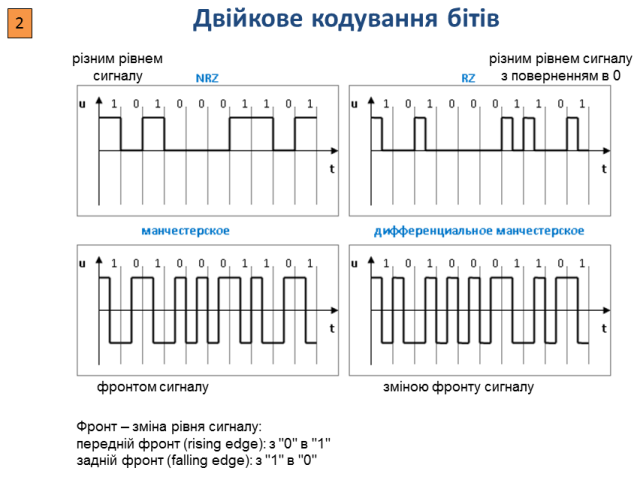 2
Двійкове кодування бітів
різним рівнем
сигналу
NRZ
різним рівнем сигналу
з поверненням в 0
RZ
u 1 0 1 0 0 0 1 1 0 1
t
u 1 0 1 0 0 0 1 1 0 1
t
манчестерское
дифференциальное манчестерское
u 1 0 1 0 0 0 1 1 0 1
t
u 1 0 1 0 0 0 1 1 0 1
t
фронтом сигналу
зміною фронту сигналу
Фронт – зміна рівня сигналу:
передній фронт (rising edge): з "0" в "1"
задній фронт (falling edge): з "1" в "0"